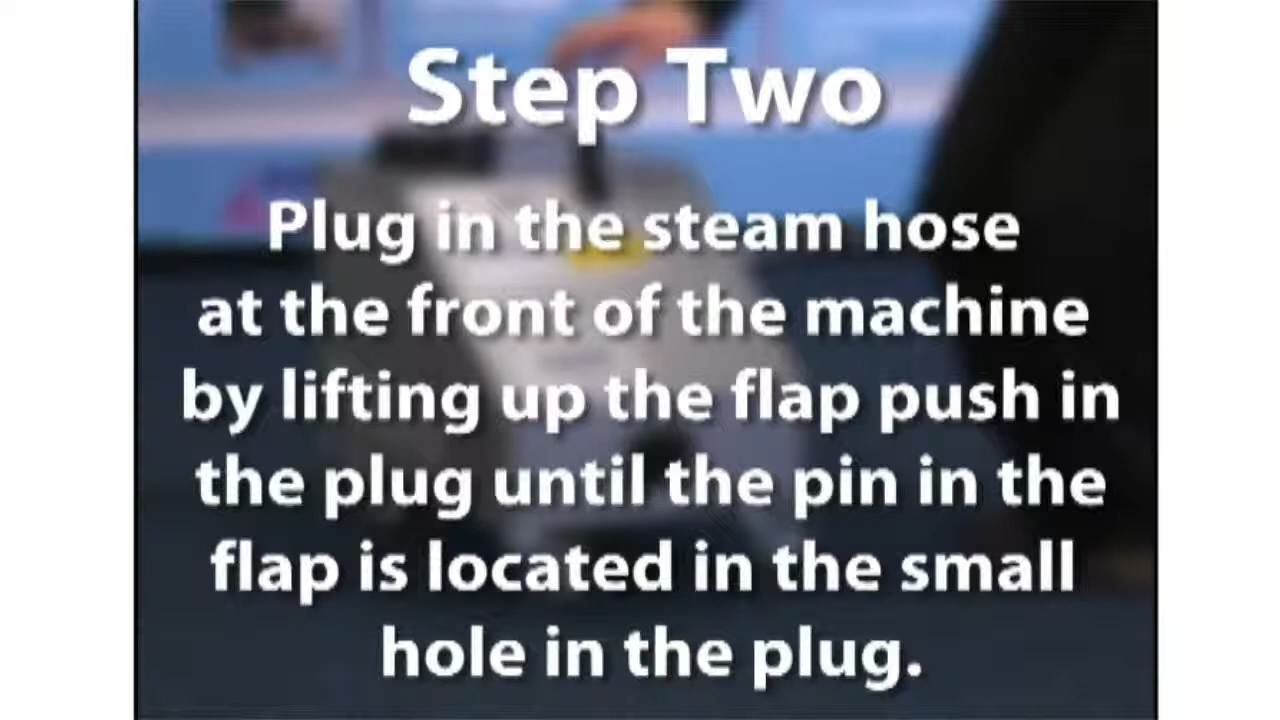 Step Two
Plug in the steam hose
at the front of the machine
by lifting up the flap push in
the plug until the pin in the
flap is located in the small
hole in the plug.